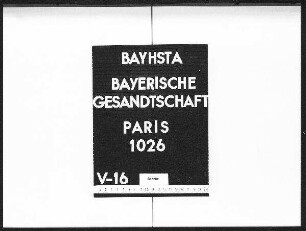 BAYHSTA
BAYERISCHE
GESANDTSCHAFT
PARIS
1026
V-16